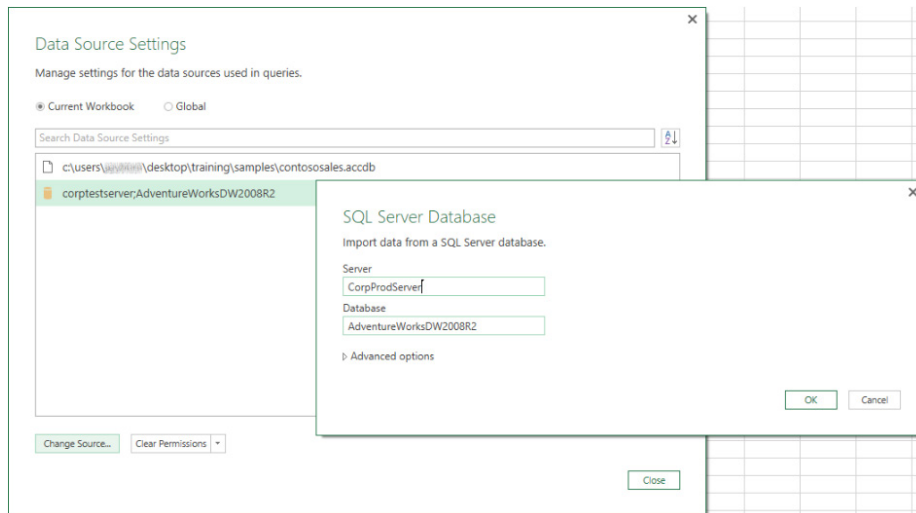 Data Source Settings
Manage settings for the data sources used in queries.
Current Workbook Global
Search Data Source Settings
c:\users\ \desktop\training\samples\contososales.accdb
corptestserver;AdventureWorksDW2008R2
SQL Server Database
Import data from a SQL Server database.
Server
CorpProdServer
Database
AdventureWorksDW2008R2
Advanced options
OK Cancel
Change Source... Clear Permissions
Close